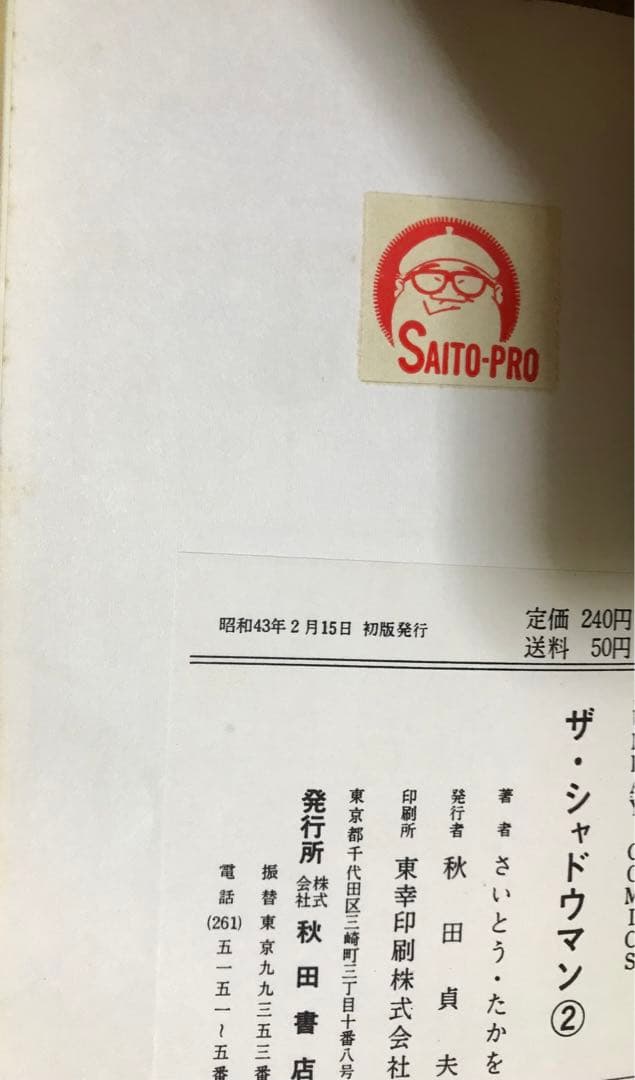 SAITO-PRO
昭和43年2月15日 初版発行
定価 240円
送料 50円
COMICS
ザ・シャドウマン②
著者 さいとう・たかを
発行者 秋田貞夫
印刷所 東幸印刷株式会社
東京都千代田区三崎町三丁目十番八号
発行所 株式会社 秋田書店
振替東京九九三五三番
電話(261)五一五一~五番